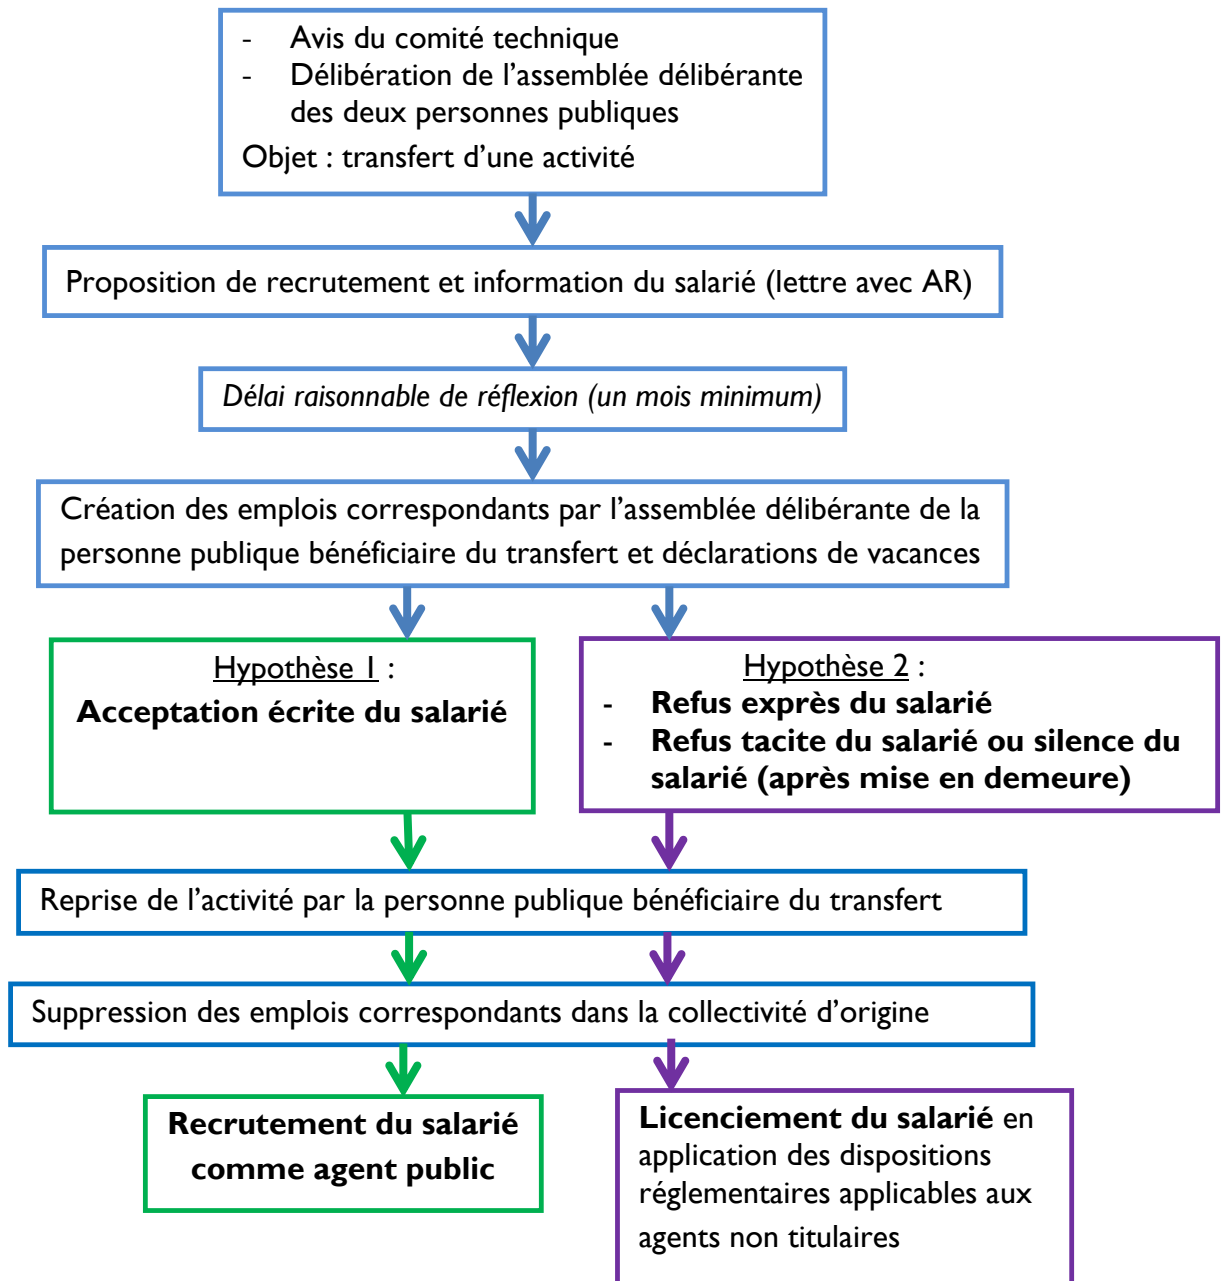 - Avis du comité technique
- Délibération de l’assemblée délibérante
des deux personnes publiques
Objet : transfert d’une activité
Proposition de recrutement et information du salarié (lettre avec AR)
Délai raisonnable de réflexion (un mois minimum)
Création des emplois correspondants par l’assemblée délibérante de la
personne publique bénéficiaire du transfert et déclarations de vacances
Hypothèse 1 :
Acceptation écrite du salarié
Hypothèse 2 :
- Refus exprès du salarié
- Refus tacite du salarié ou silence du
salarié (après mise en demeure)
Reprise de l’activité par la personne publique bénéficiaire du transfert
Suppression des emplois correspondants dans la collectivité d’origine
Recrutement du salarié
comme agent public
Licenciement du salarié en
application des dispositions
réglementaires applicables aux
agents non titulaires